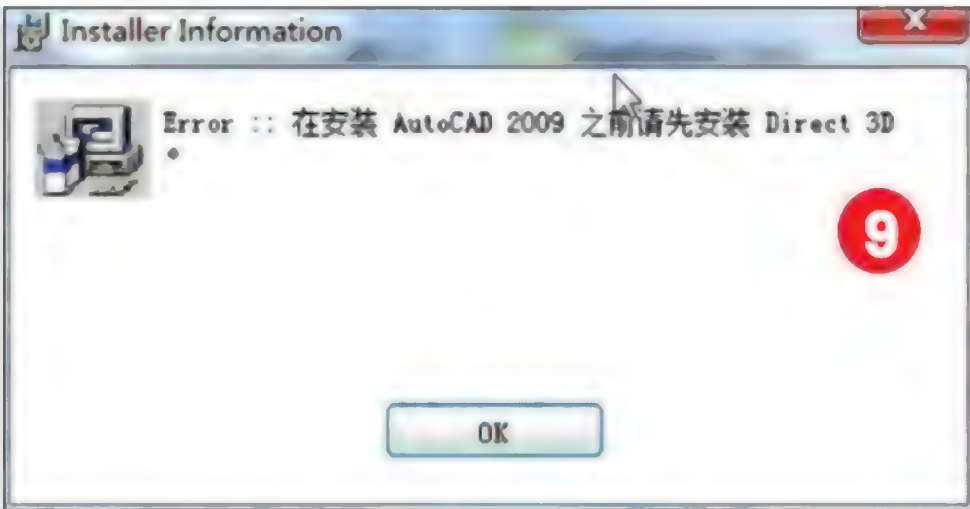 Installer Information
Error :: 在安装 AutoCAD 2009 之前请先安装 Direct 3D
。
9
OK